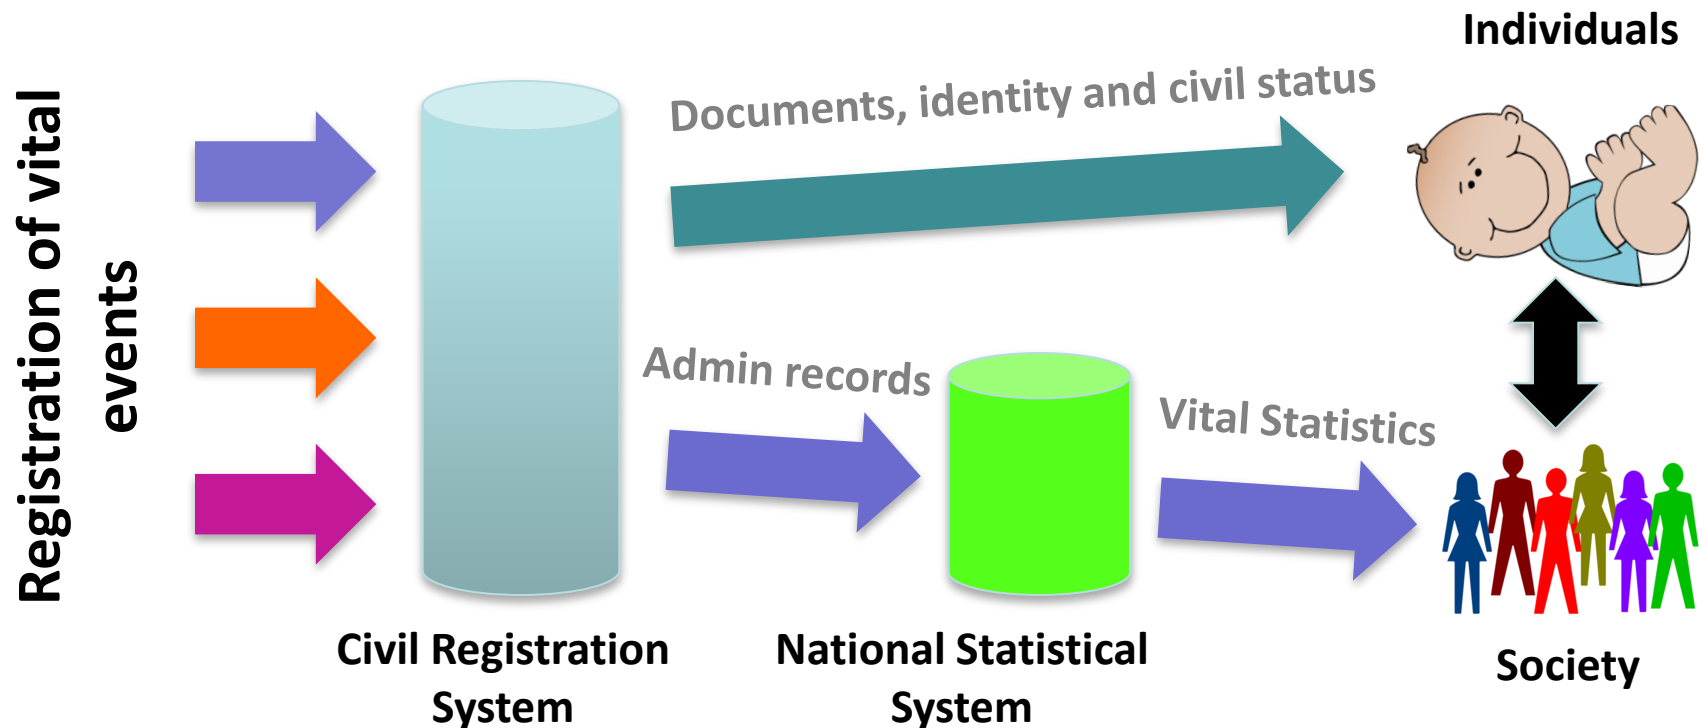 Registration of vital
events
Individuals
Documents, identity and civil status
Admin records
Vital Statistics
Civil Registration
System
National Statistical
System
Society